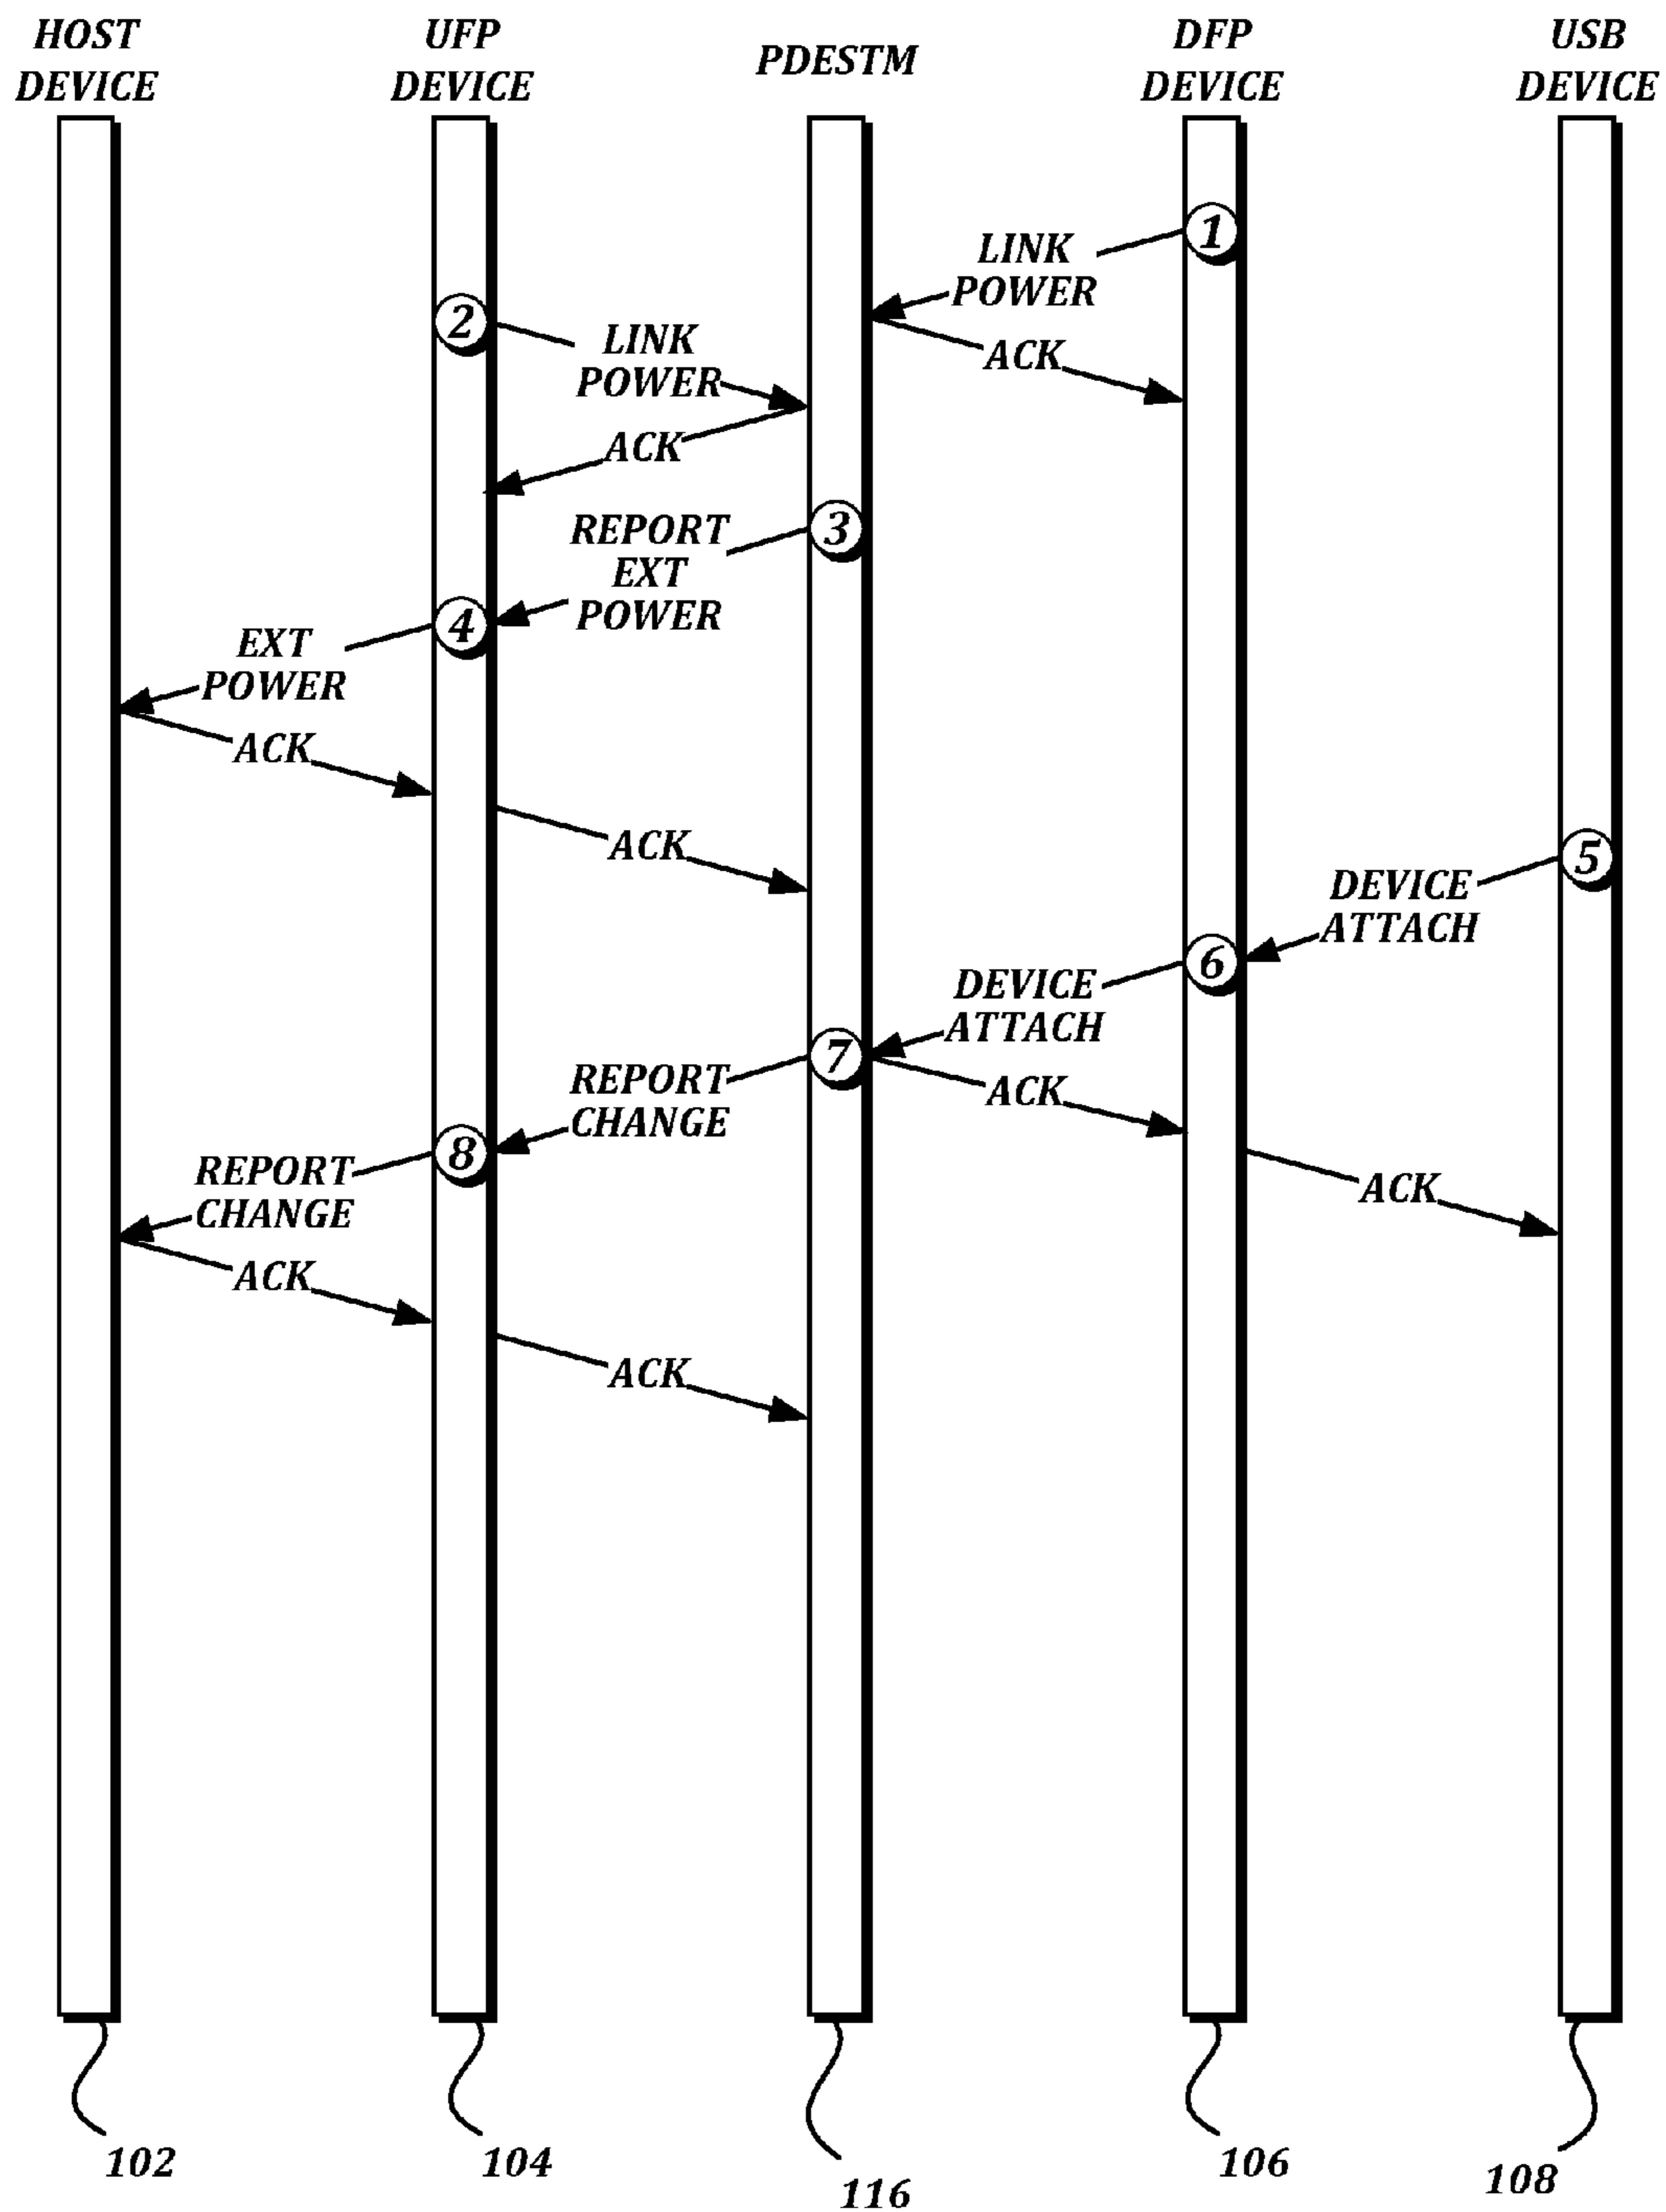 HOST
DEVICE
UFP
DEVICE
PDESTM
DFP
DEVICE
USB
DEVICE
1
LINK
POWER
2
ACK
LINK
POWER
ACK
3
REPORT
EXT
POWER
4
EXT
POWER
ACK
ACK
5
DEVICE
ATTACH
6
DEVICE
ATTACH
7
REPORT
CHANGE
ACK
8
REPORT
CHANGE
ACK
ACK
ACK
102
104
116
106
108